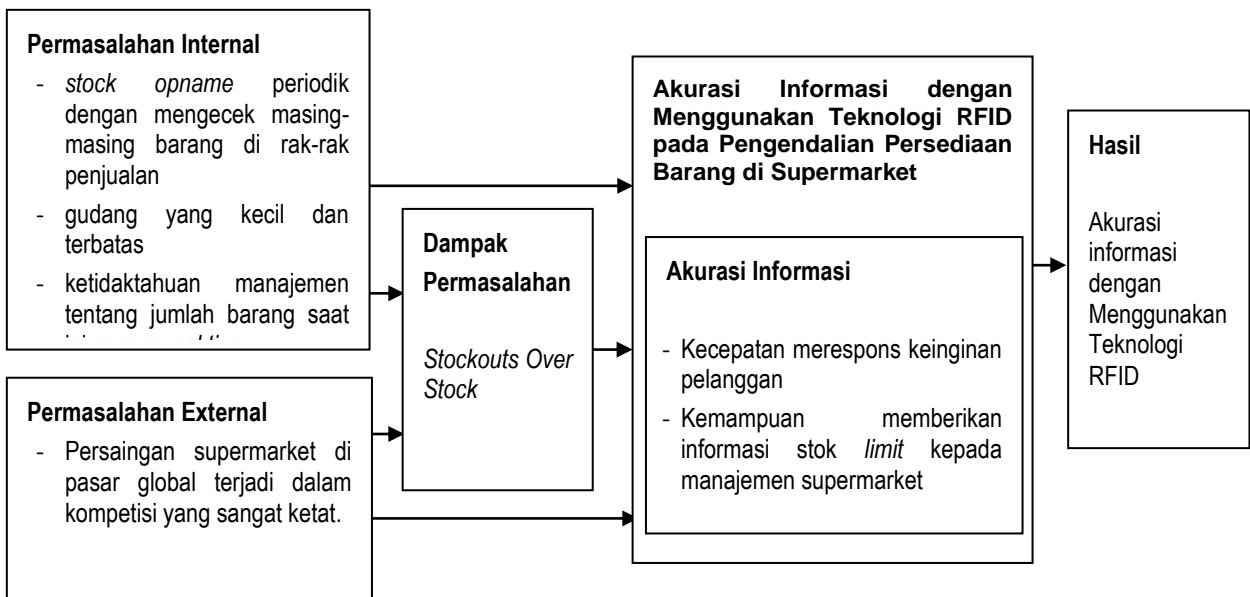 Permasalahan Internal
- stock opname periodik
dengan mengecek masing-
masing barang di rak-rak
penjualan
- gudang yang kecil dan
terbatas
- ketidaktahuan manajemen
tentang jumlah barang saat
Permasalahan External
- Persaingan supermarket di
pasar global terjadi dalam
kompetisi yang sangat ketat.
Dampak
Permasalahan
Stockouts Over
Stock
Akurasi Informasi dengan
Menggunakan Teknologi RFID
pada Pengendalian Persediaan
Barang di Supermarket
Akurasi Informasi
- Kecepatan merespons keinginan
pelanggan
- Kemampuan memberikan
informasi stok limit kepada
manajemen supermarket
Hasil
Akurasi
informasi
dengan
Menggunakan
Teknologi
RFID